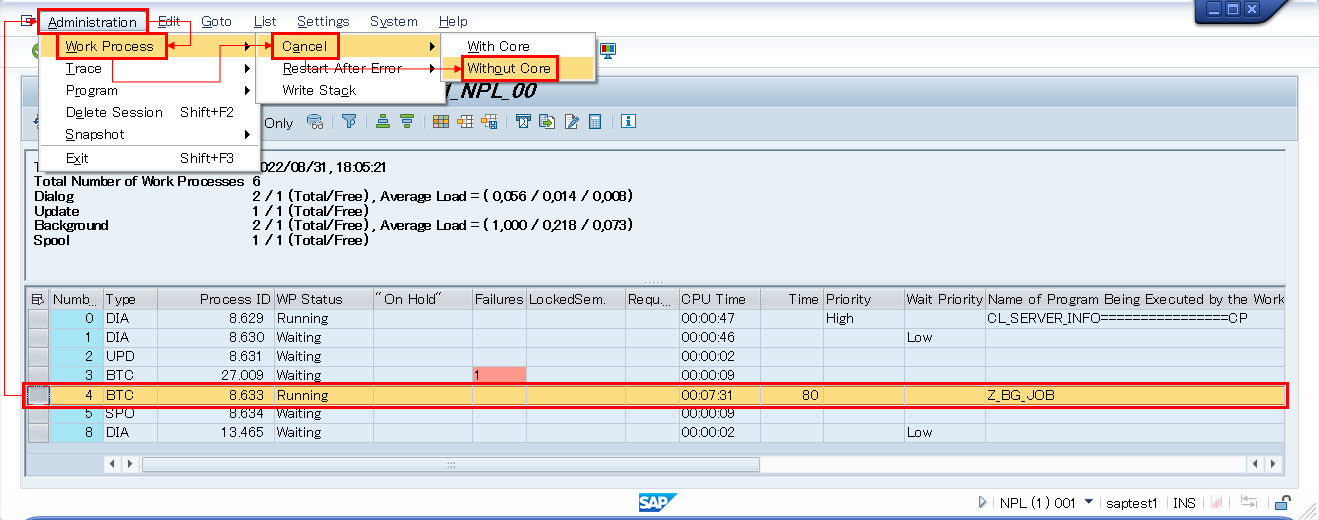 Administration Edit Goto List Settings System Help
Work Process Cancel With Core
Trace Restart After Error Without Core
Program Write Stack
_NPL_00
Delete Session Shift+F2 Only
Snapshot
Exit Shift+F3 022/08/31, 18:05:21
Total Number of Work Processes 6
Dialog 2 / 1 (Total/Free) , Average Load = ( 0,056 / 0,014 / 0,008)
Update 1 / 1 (Total/Free)
Background 2 / 1 (Total/Free) , Average Load = ( 1,000 / 0,218 / 0,073)
Spool 1 / 1 (Total/Free)
Numb... Type Process ID WP Status "On Hold" Failures LockedSem. Requ... CPU Time Time Priority Wait Priority Name of Program Being Executed by the Work
0 DIA 8.629 Running 00:00:47 High CL_SERVER_INFO================CP
1 DIA 8.630 Waiting 00:00:46 Low
2 UPD 8.631 Waiting 00:00:02
3 BTC 27.009 Waiting 1 00:00:09
4 BTC 8.633 Running 00:07:31 80 Z_BG_JOB
5 SPO 8.634 Waiting 00:00:09
8 DIA 13.465 Waiting 00:00:02 Low
SAP NPL (1) 001 saptest1 INS